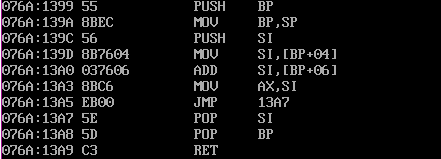 076A:1399 55 PUSH BP
076A:139A 8BEC MOV BP,SP
076A:139C 56 PUSH SI
076A:139D 8B7604 MOV SI,[BP+04]
076A:13A0 037606 ADD SI,[BP+06]
076A:13A3 8BC6 MOV AX,SI
076A:13A5 EB00 JMP 13A7
076A:13A7 5E POP SI
076A:13A8 5D POP BP
076A:13A9 C3 RET